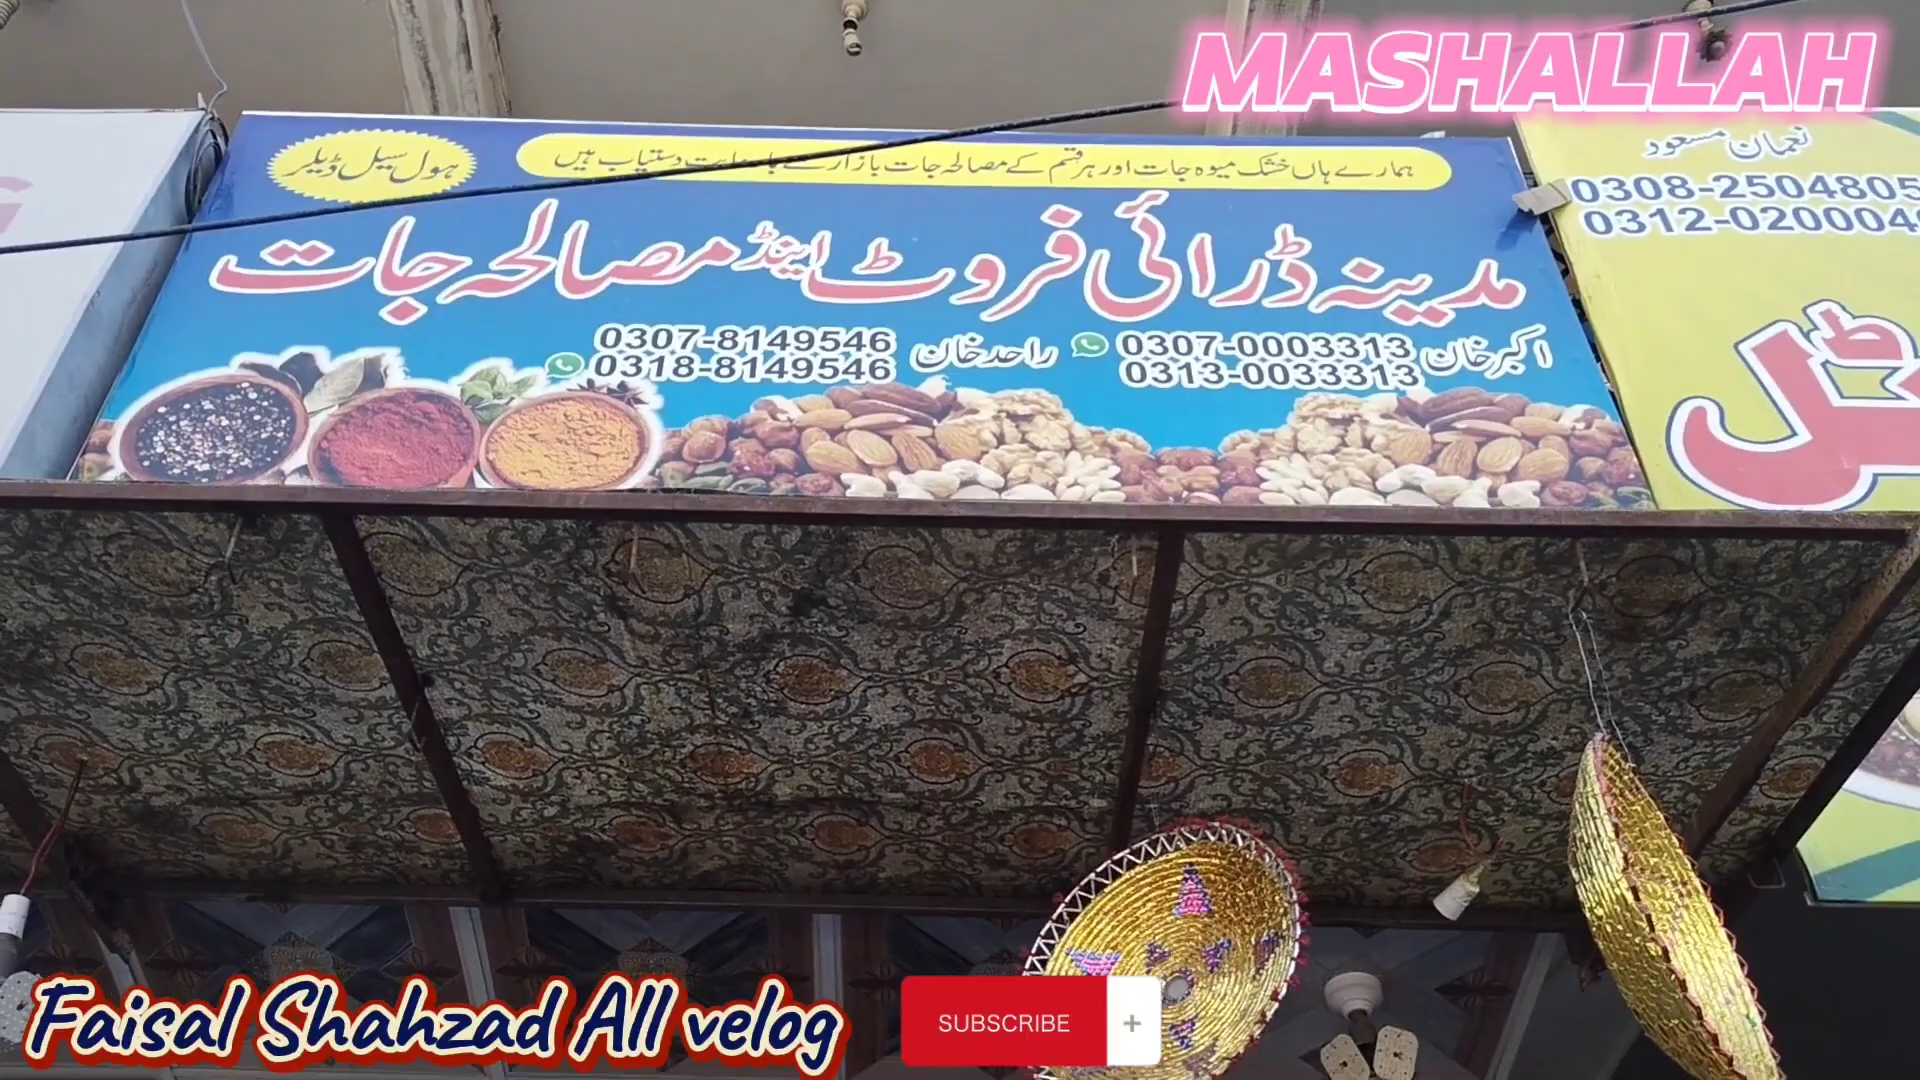 MASHALLAH
ہول سیل ڈیلر
ہمارے ہاں خشک میوہ جات اور ہر قسم کے مصالحہ جات بازار سے بارعایت دستیاب ہیں
مدینہ ڈرائی فروٹ اینڈ مصالحہ جات
اکبر خان 0307-0003313
0313-0033313
راحد خان 0307-8149546
0318-8149546
نعمان مسعود
0308-2504805
0312-020004
Faisal Shahzad All velog
SUBSCRIBE +